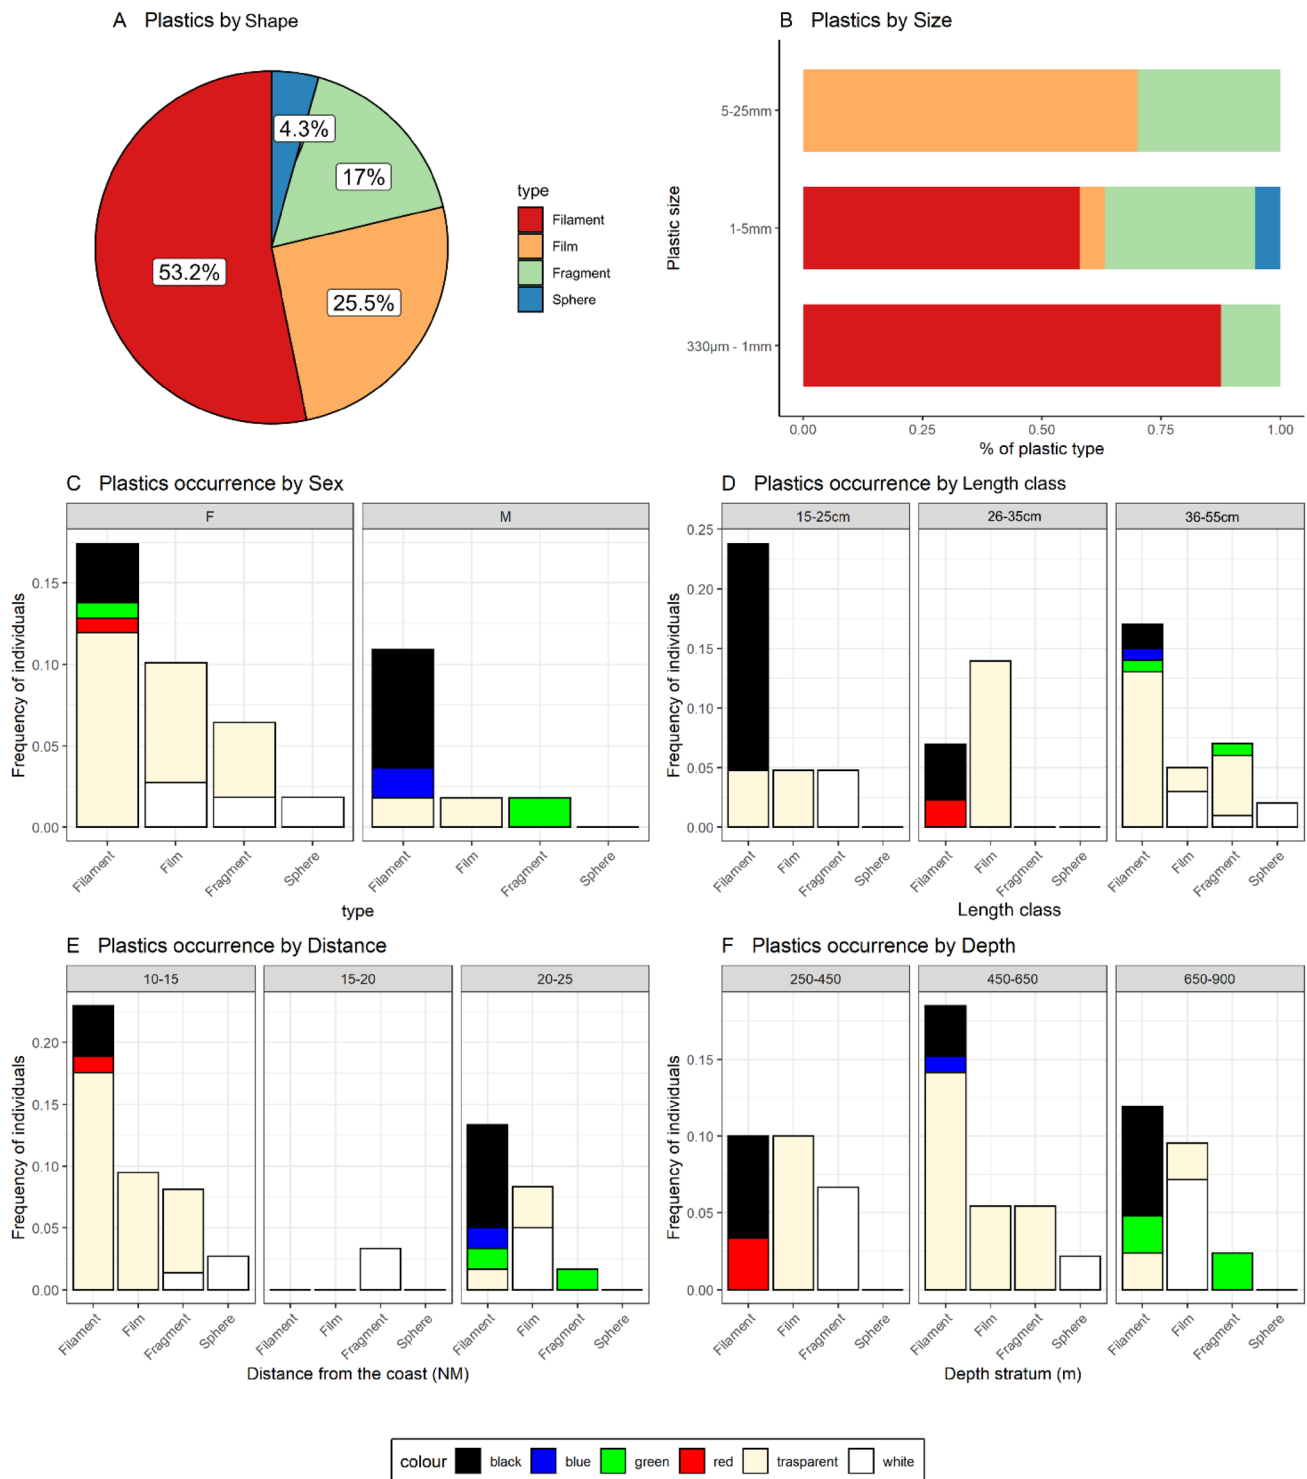 A Plastics by Shape
4.3%
17%
53.2%
25.5%
type
Filament
Film
Fragment
Sphere
B Plastics by Size
Plastic size
5-25mm
1-5mm
330µm - 1mm
0.00 0.25 0.50 0.75 1.00
% of plastic type
C Plastics occurrence by Sex
F M
Frequency of individuals
0.15
0.10
0.05
0.00
Filament Film Fragment Sphere Filament Film Fragment Sphere
type
D Plastics occurrence by Length class
15-25cm 26-35cm 36-55cm
Frequency of individuals
0.25
0.20
0.15
0.10
0.05
0.00
Filament Film Fragment Sphere Filament Film Fragment Sphere Filament Film Fragment Sphere
Length class
E Plastics occurrence by Distance
10-15 15-20 20-25
Frequency of individuals
0.20
0.15
0.10
0.05
0.00
Filament Film Fragment Sphere Filament Film Fragment Sphere Filament Film Fragment Sphere
Distance from the coast (NM)
F Plastics occurrence by Depth
250-450 450-650 650-900
Frequency of individuals
0.15
0.10
0.05
0.00
Filament Film Fragment Sphere Filament Film Fragment Sphere Filament Film Fragment Sphere
Depth stratum (m)
colour black blue green red trasparent white